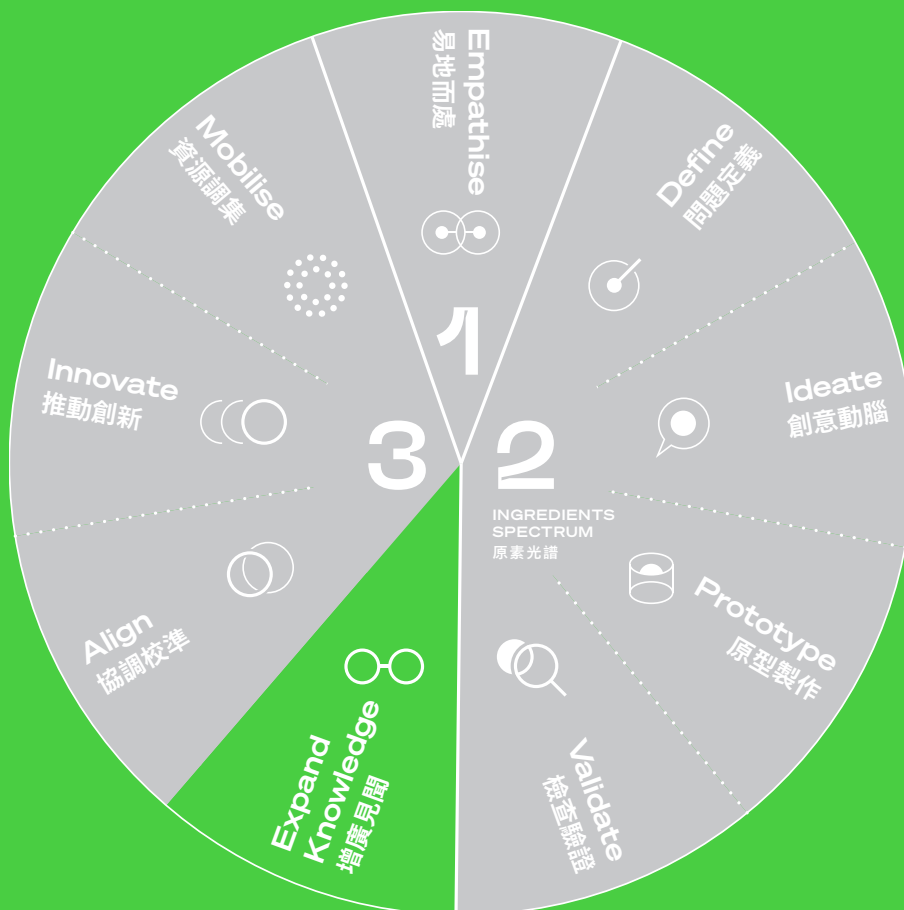 Empathise
易地而處
1
Define
問題定義
Ideate
創意動腦
2
INGREDIENTS
SPECTRUM
原素光譜
Prototype
原型製作
Validate
檢查驗證
Expand
Knowledge
增廣見聞
3
Align
協調校準
Innovate
推動創新
Mobilise
資源調集